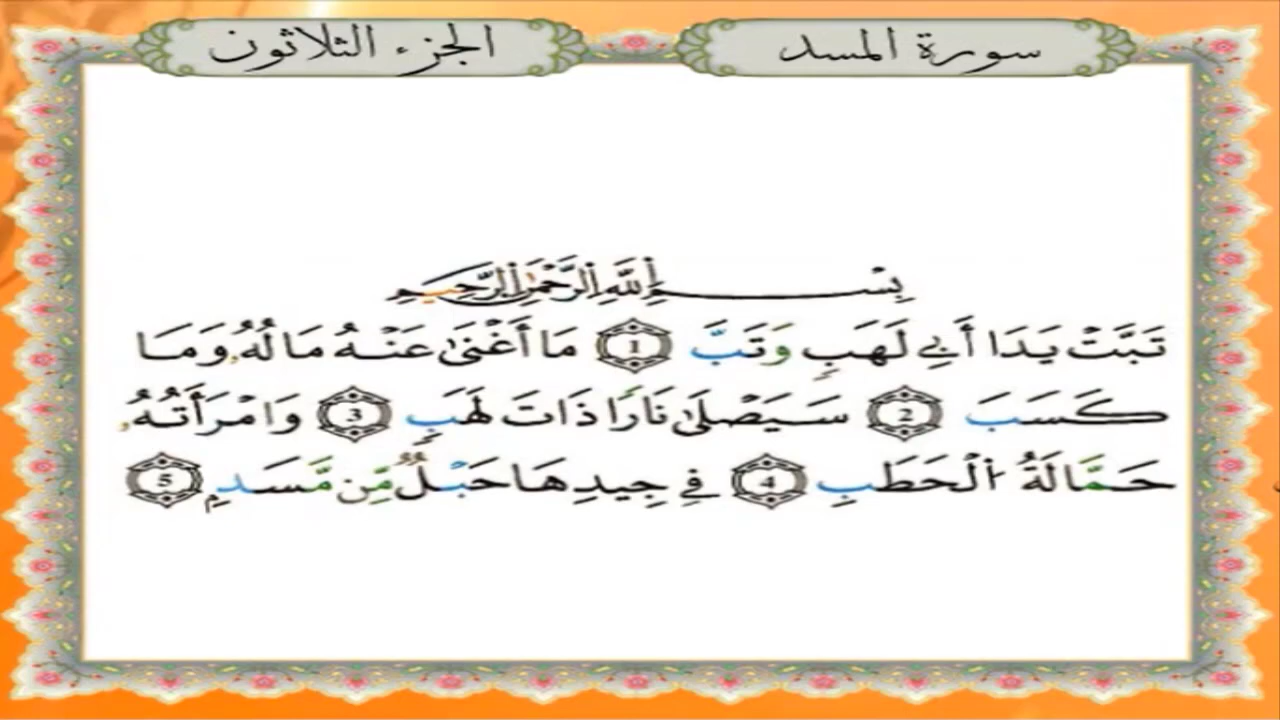 سورة المسد
الجزء الثلاثون
بِسْمِ اللَّهِ الرَّحْمَٰنِ الرَّحِيمِ
تَبَّتْ يَدَا أَبِي لَهَبٍ وَتَبَّ 1 مَا أَغْنَىٰ عَنْهُ مَالُهُ وَمَا
كَسَبَ 2 سَيَصْلَىٰ نَارًا ذَاتَ لَهَبٍ 3 وَامْرَأَتُهُ
حَمَّالَةُ الْحَطَبِ 4 فِي جِيدِهَا حَبْلٌ مِّن مَّسَدٍ 5